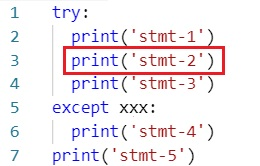 1 try:
2   print('stmt-1')
3   print('stmt-2')
4   print('stmt-3')
5 except xxx:
6   print('stmt-4')
7 print('stmt-5')